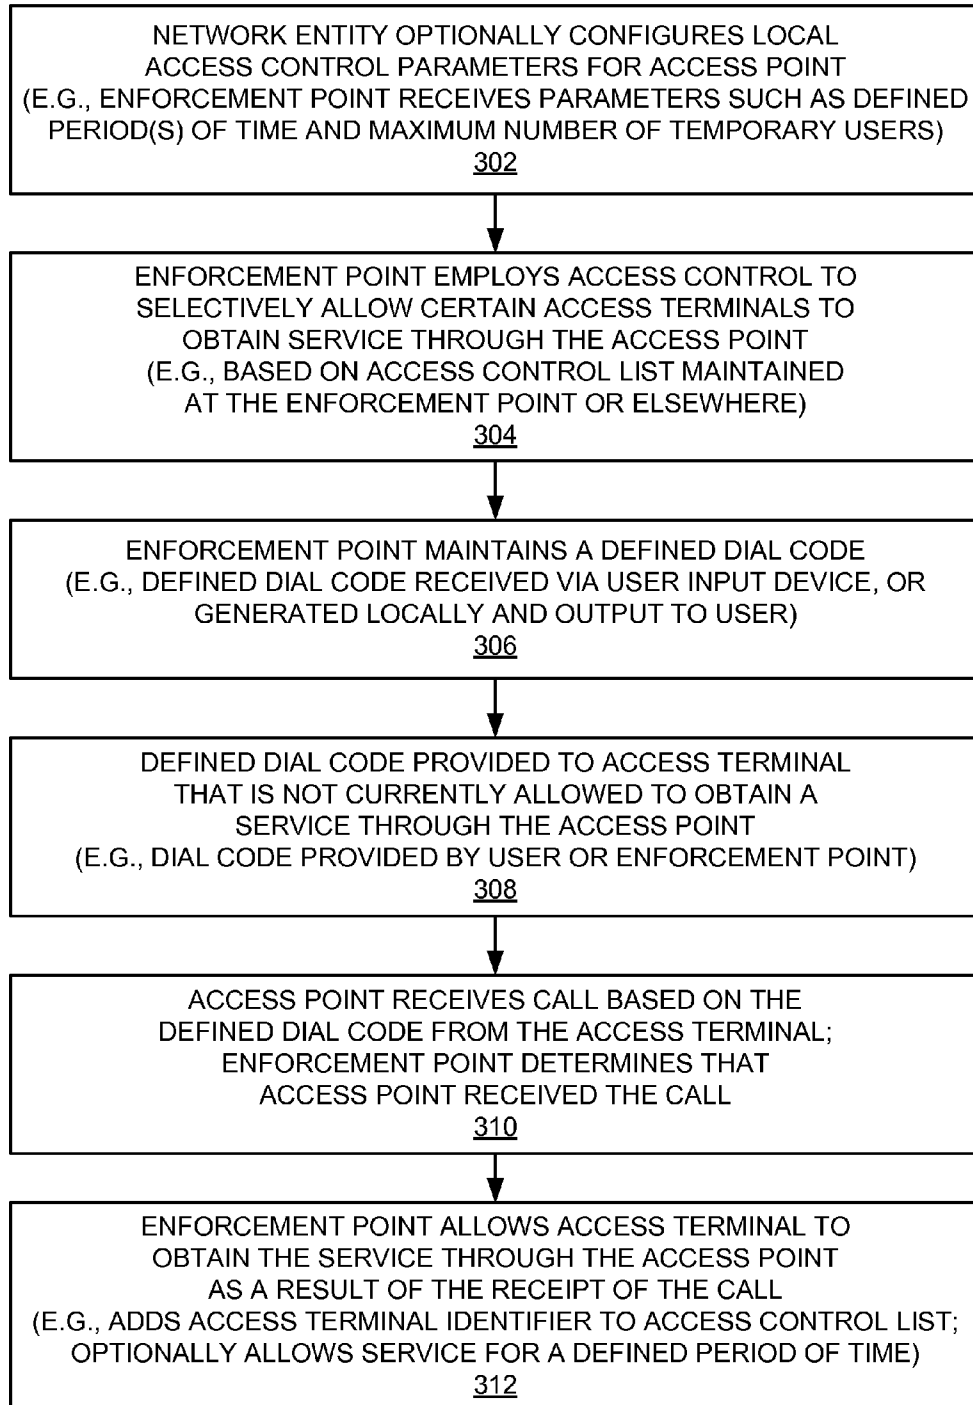 NETWORK ENTITY OPTIONALLY CONFIGURES LOCAL
ACCESS CONTROL PARAMETERS FOR ACCESS POINT
(E.G., ENFORCEMENT POINT RECEIVES PARAMETERS SUCH AS DEFINED
PERIOD(S) OF TIME AND MAXIMUM NUMBER OF TEMPORARY USERS)
302
ENFORCEMENT POINT EMPLOYS ACCESS CONTROL TO
SELECTIVELY ALLOW CERTAIN ACCESS TERMINALS TO
OBTAIN SERVICE THROUGH THE ACCESS POINT
(E.G., BASED ON ACCESS CONTROL LIST MAINTAINED
AT THE ENFORCEMENT POINT OR ELSEWHERE)
304
ENFORCEMENT POINT MAINTAINS A DEFINED DIAL CODE
(E.G., DEFINED DIAL CODE RECEIVED VIA USER INPUT DEVICE, OR
GENERATED LOCALLY AND OUTPUT TO USER)
306
DEFINED DIAL CODE PROVIDED TO ACCESS TERMINAL
THAT IS NOT CURRENTLY ALLOWED TO OBTAIN A
SERVICE THROUGH THE ACCESS POINT
(E.G., DIAL CODE PROVIDED BY USER OR ENFORCEMENT POINT)
308
ACCESS POINT RECEIVES CALL BASED ON THE
DEFINED DIAL CODE FROM THE ACCESS TERMINAL;
ENFORCEMENT POINT DETERMINES THAT
ACCESS POINT RECEIVED THE CALL
310
ENFORCEMENT POINT ALLOWS ACCESS TERMINAL TO
OBTAIN THE SERVICE THROUGH THE ACCESS POINT
AS A RESULT OF THE RECEIPT OF THE CALL
(E.G., ADDS ACCESS TERMINAL IDENTIFIER TO ACCESS CONTROL LIST;
OPTIONALLY ALLOWS SERVICE FOR A DEFINED PERIOD OF TIME)
312